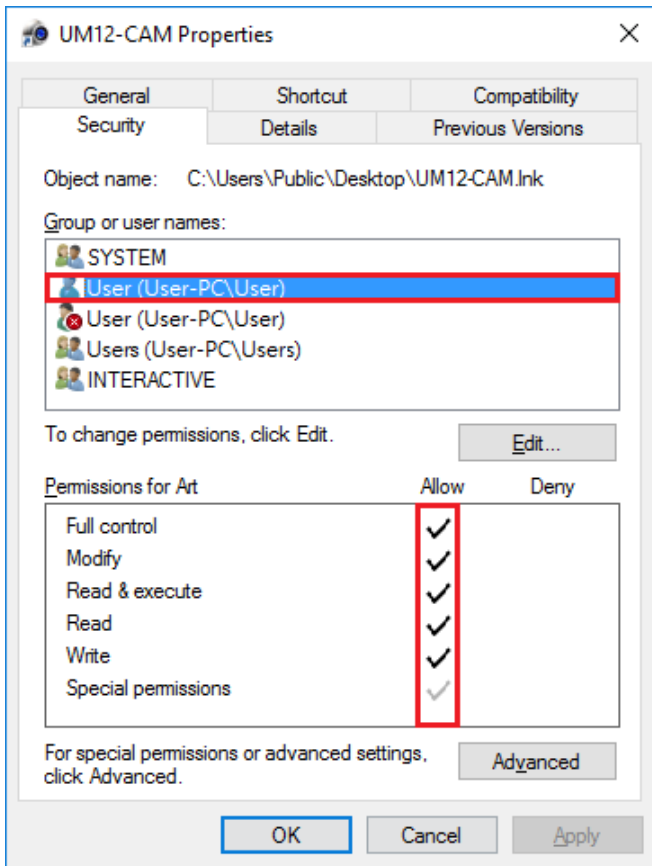 UM12-CAM Properties
General Shortcut Compatibility
Security Details Previous Versions
Object name: C:\Users\Public\Desktop\UM12-CAM.lnk
Group or user names:
SYSTEM
User (User-PC\User)
User (User-PC\User)
Users (User-PC\Users)
INTERACTIVE
To change permissions, click Edit.
Edit...
Permissions for Art Allow Deny
Full control
Modify
Read & execute
Read
Write
Special permissions
For special permissions or advanced settings,
click Advanced.
Advanced
OK Cancel Apply